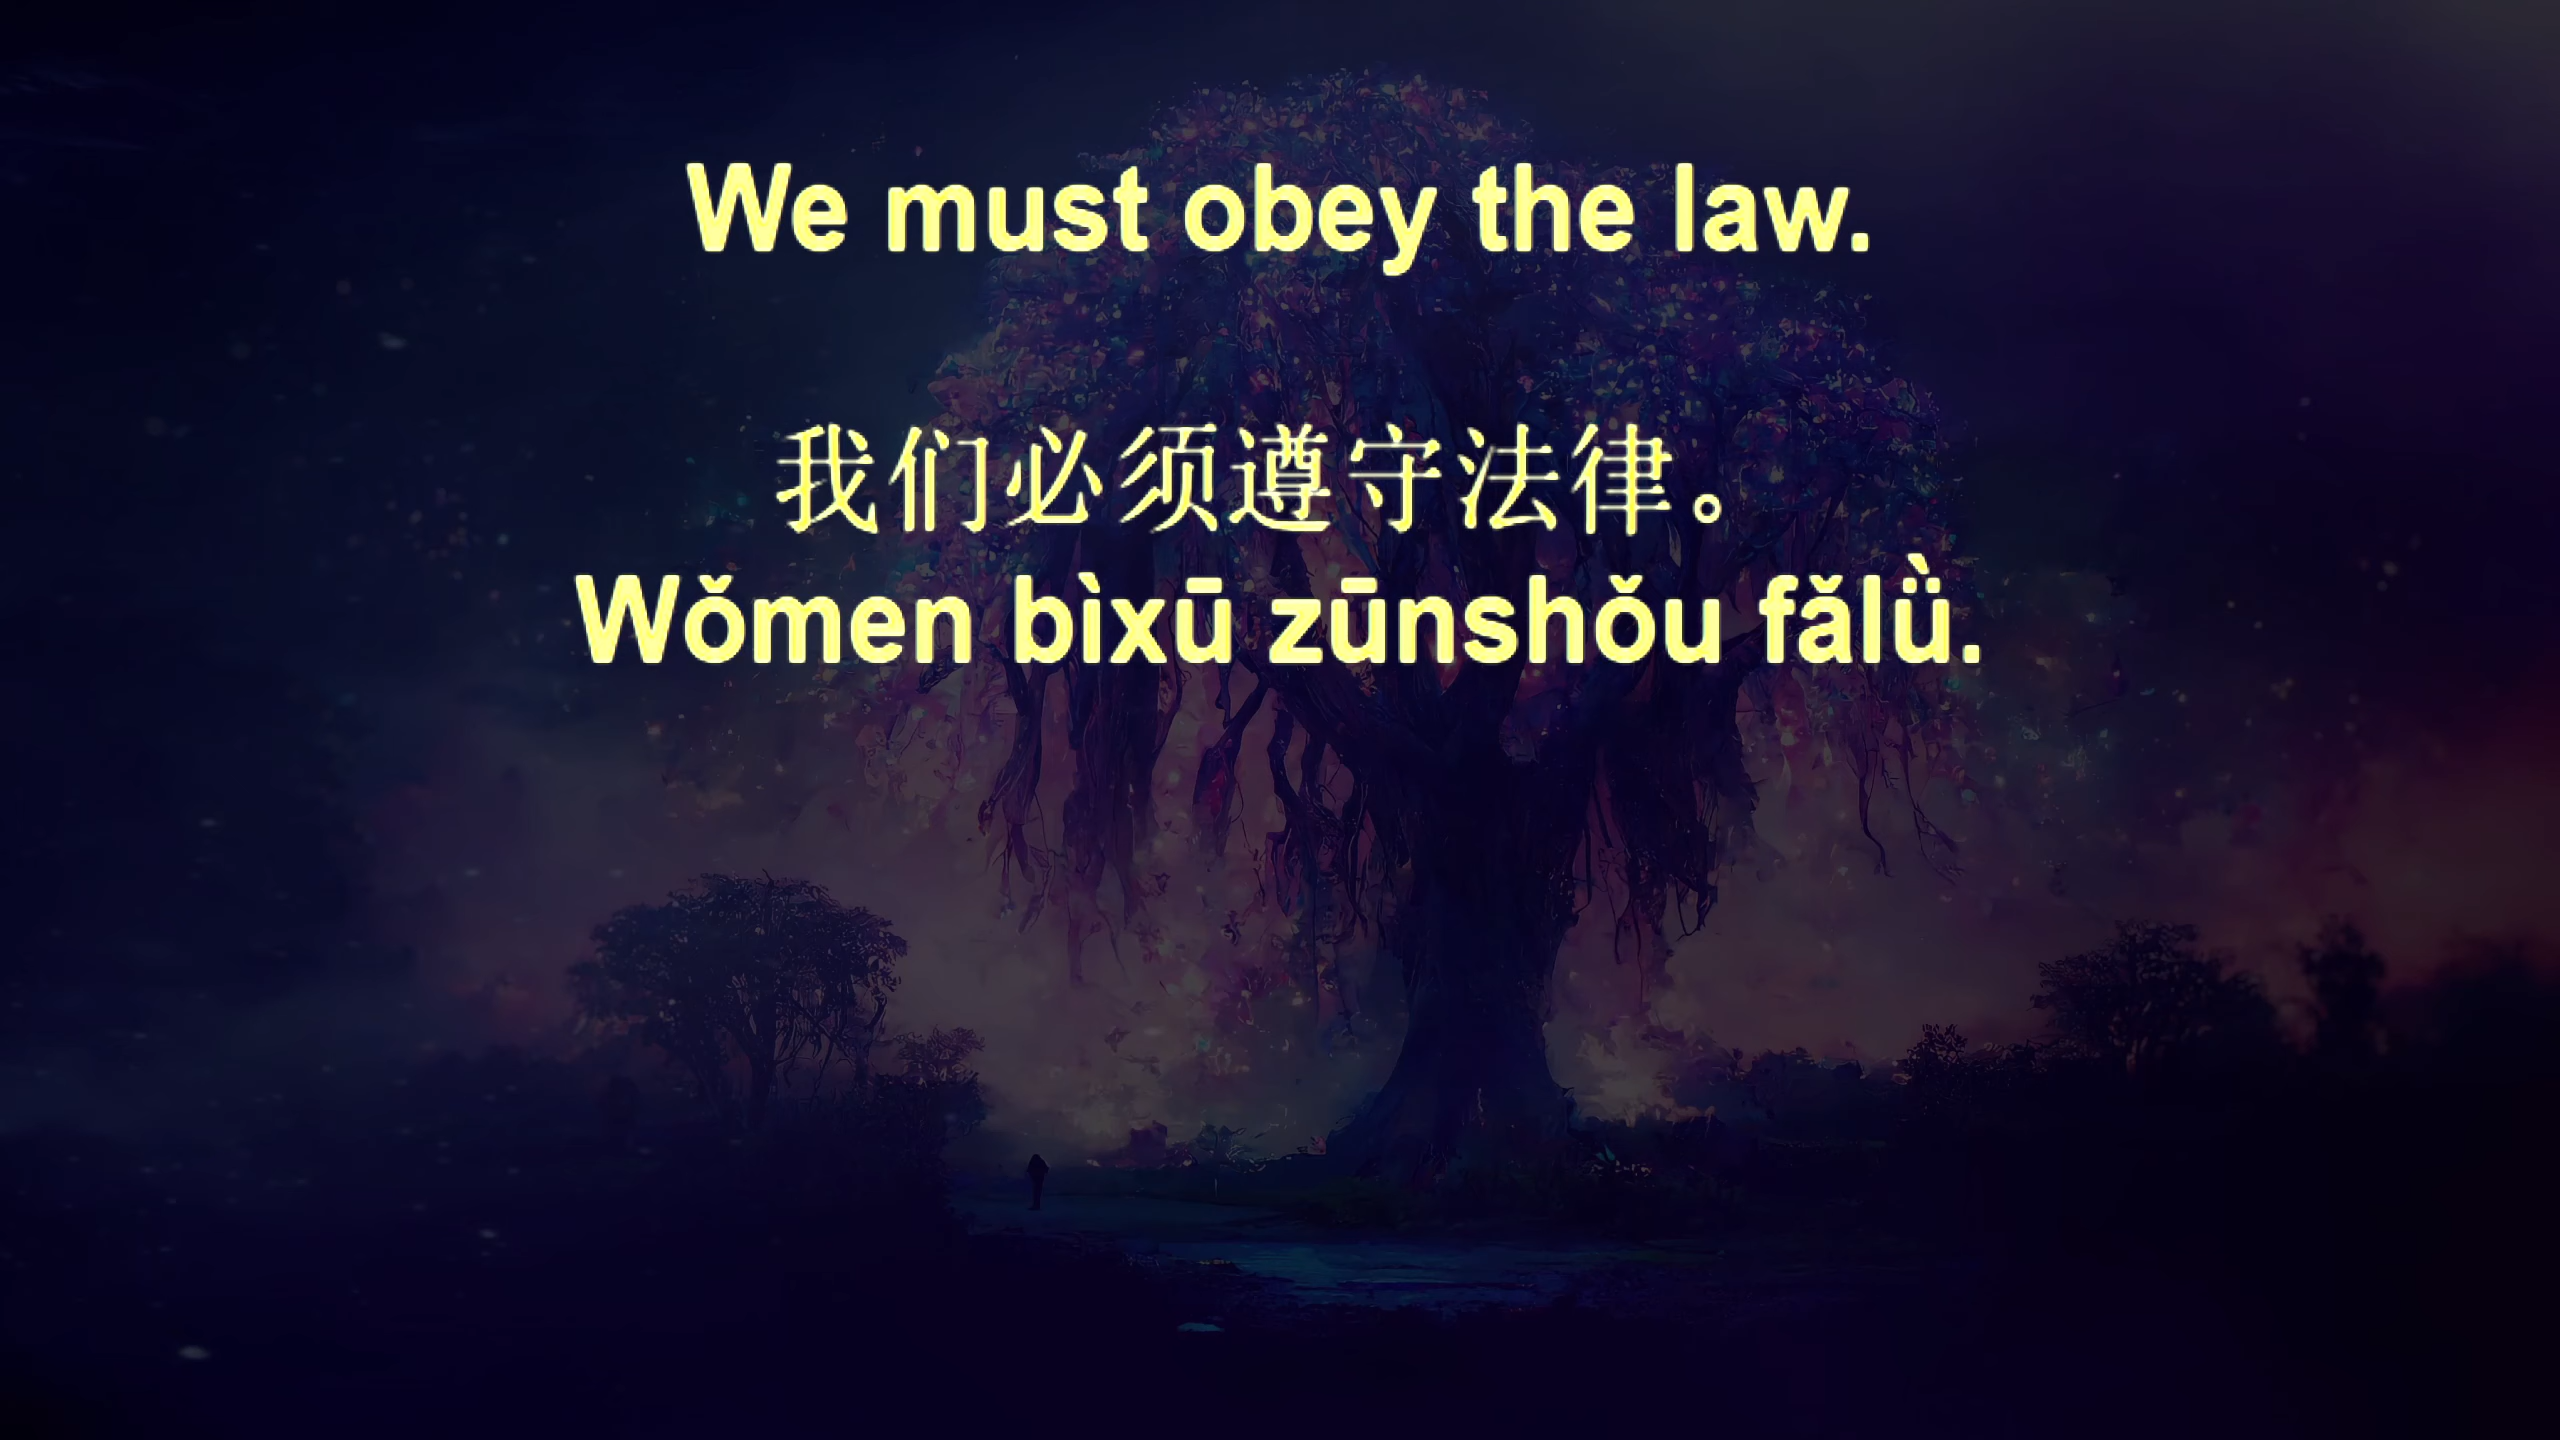 We must obey the law.
我们必须遵守法律。
Wǒmen bìxū zūnshǒu fǎlǜ.